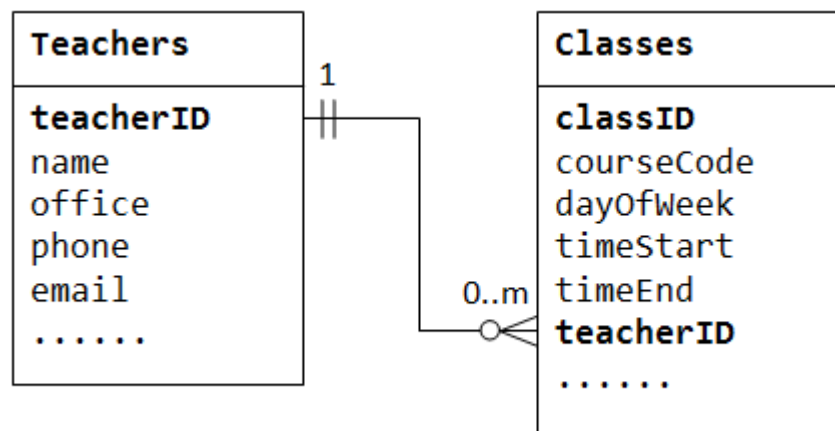 Teachers
teacherID
name
office
phone
email
......
1
0..m
Classes
classID
courseCode
dayOfWeek
timeStart
timeEnd
teacherID
......